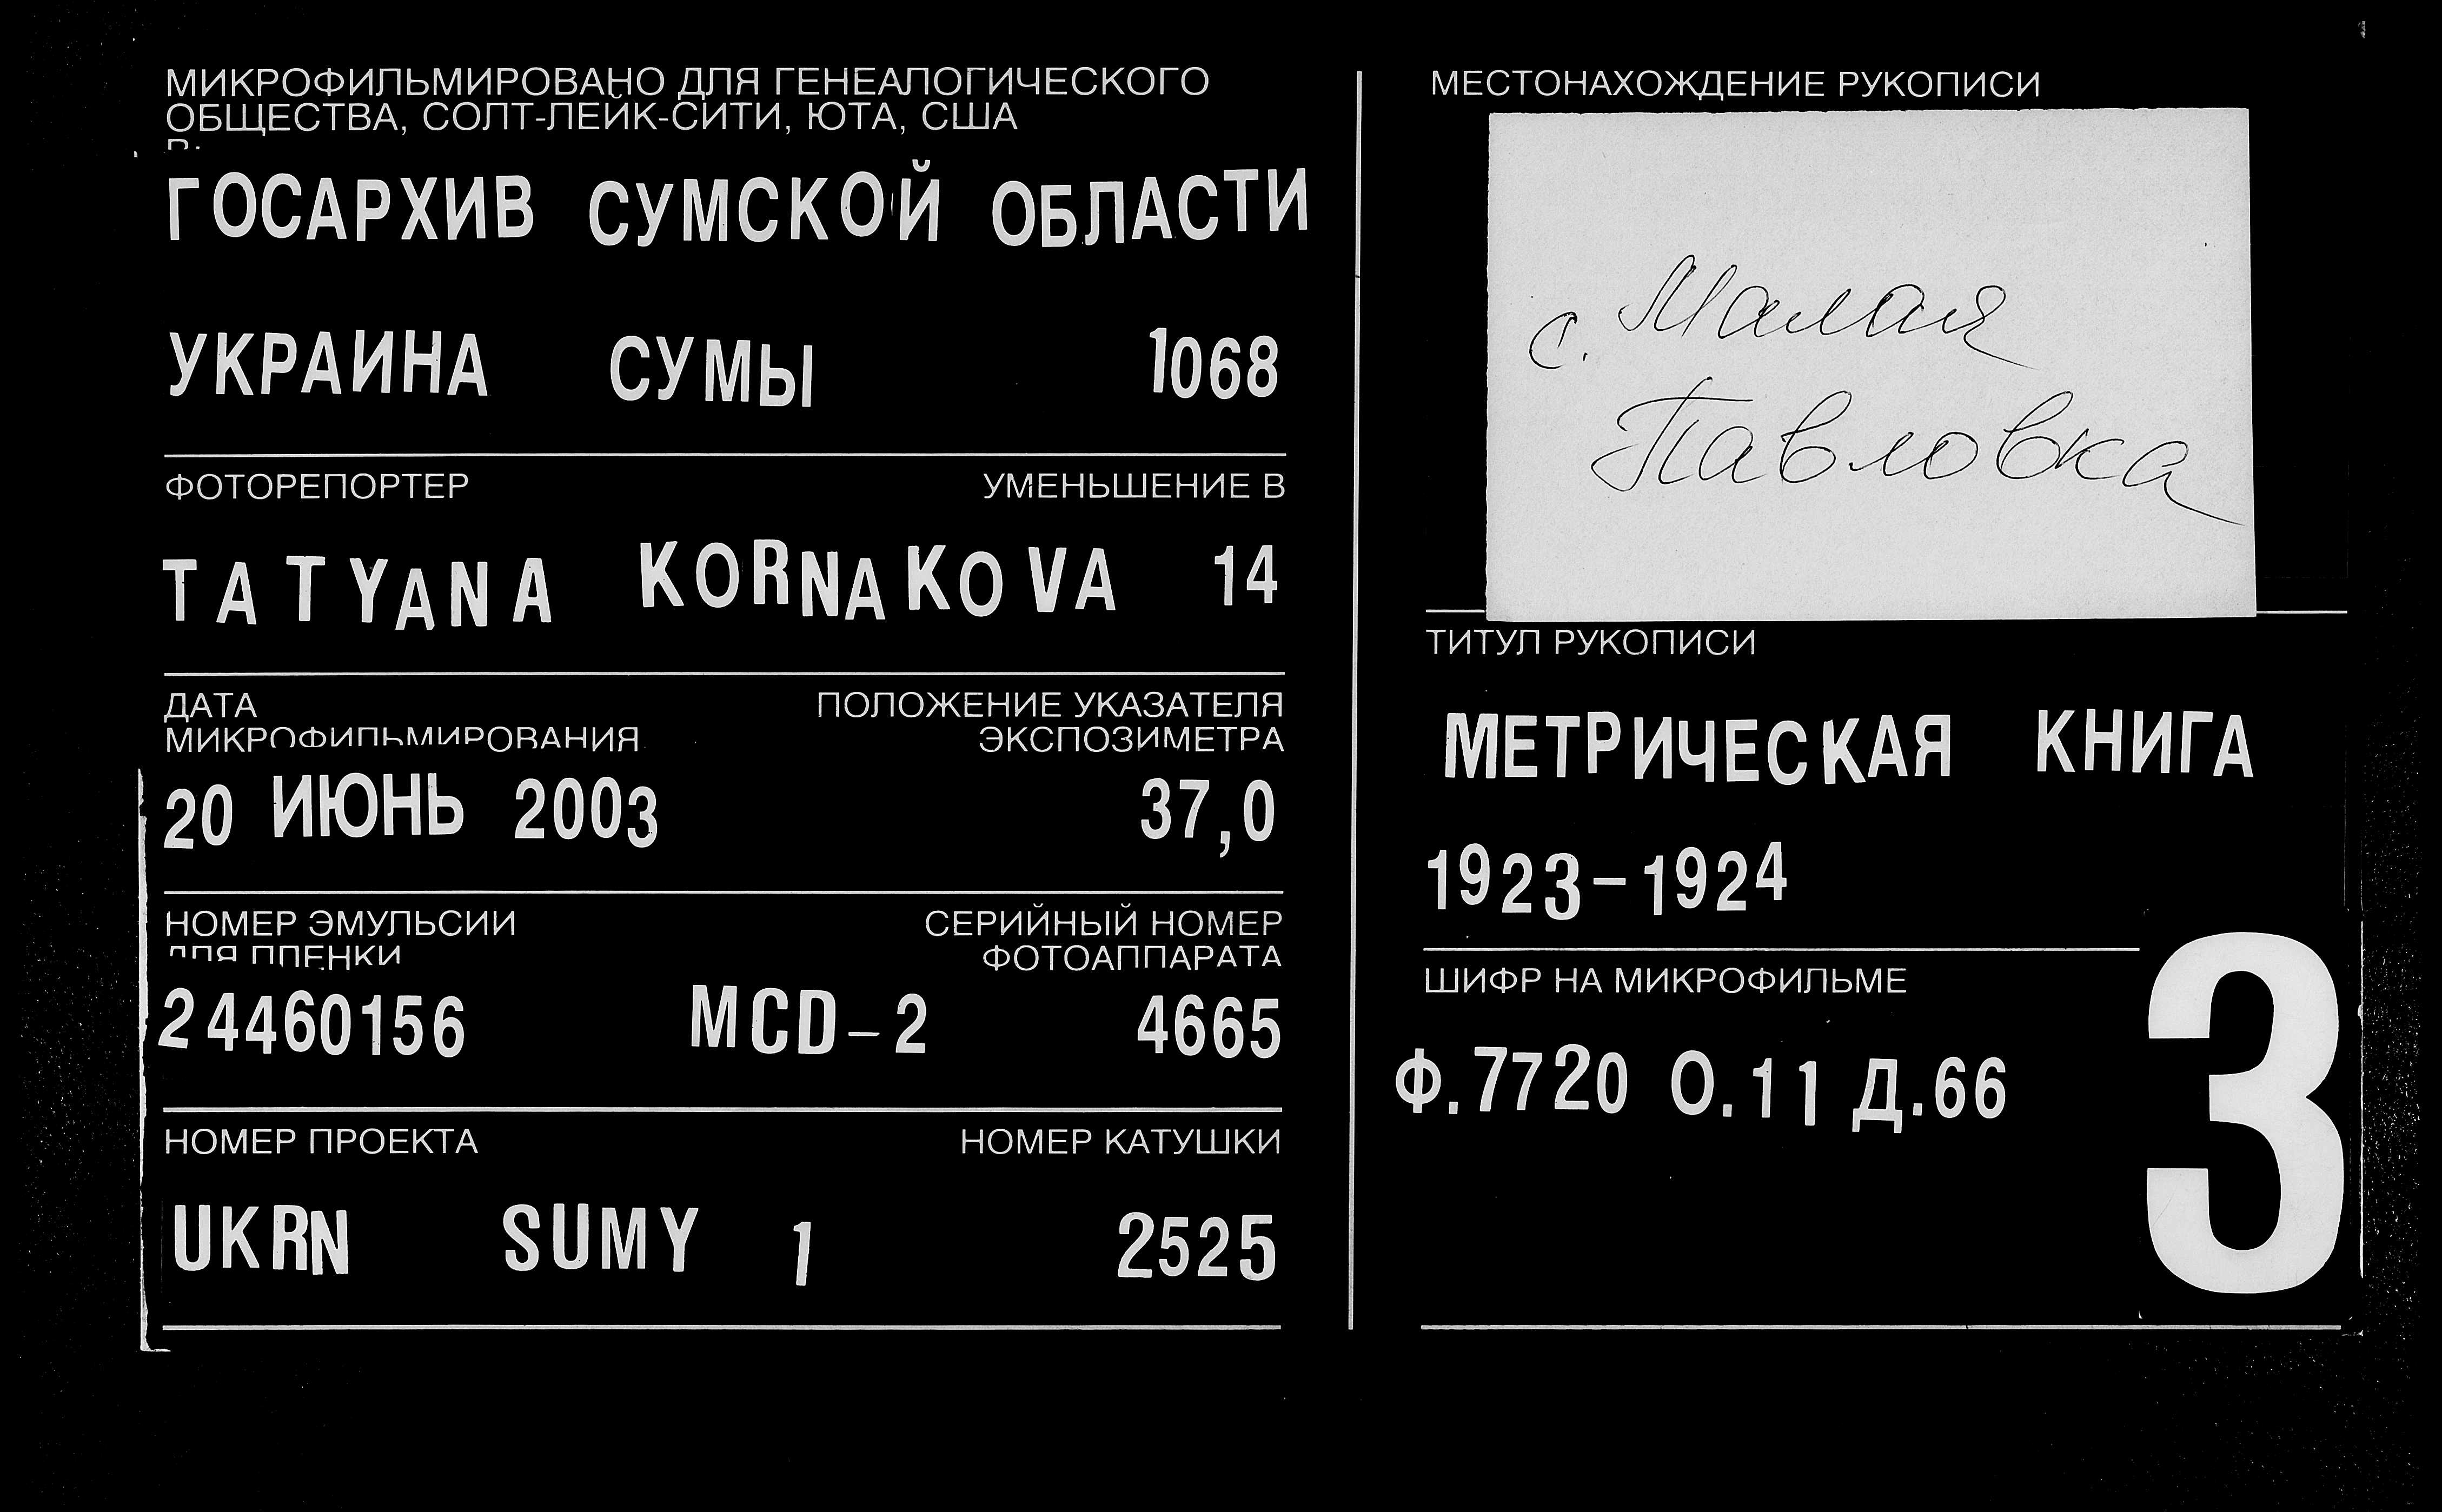 МИКРОФИЛЬМИРОВАНО ДЛЯ ГЕНЕАЛОГИЧЕСКОГО
ОБЩЕСТВА, СОЛТ-ЛЕЙК-СИТИ, ЮТА, США
В:
ГОСАРХИВ СУМСКОЙ ОБЛАСТИ
УКРАИНА СУМЫ 1068
ФОТОРЕПОРТЕР УМЕНЬШЕНИЕ В
TATYANA KORNAKOVA 14
ДАТА ПОЛОЖЕНИЕ УКАЗАТЕЛЯ
МИКРОФИЛЬМИРОВАНИЯ ЭКСПОЗИМЕТРА
20 ИЮНЬ 2003 37,0
НОМЕР ЭМУЛЬСИИ СЕРИЙНЫЙ НОМЕР
ДЛЯ ПЛЕНКИ ФОТОАППАРАТА
24460156 MCD-2 4665
НОМЕР ПРОЕКТА НОМЕР КАТУШКИ
UKRN SUMY 1 2525
МЕСТОНАХОЖДЕНИЕ РУКОПИСИ
с. Малая
Павловка
ТИТУЛ РУКОПИСИ
МЕТРИЧЕСКАЯ КНИГА
1923-1924
ШИФР НА МИКРОФИЛЬМЕ
Ф.7720 О.11 Д.66
3